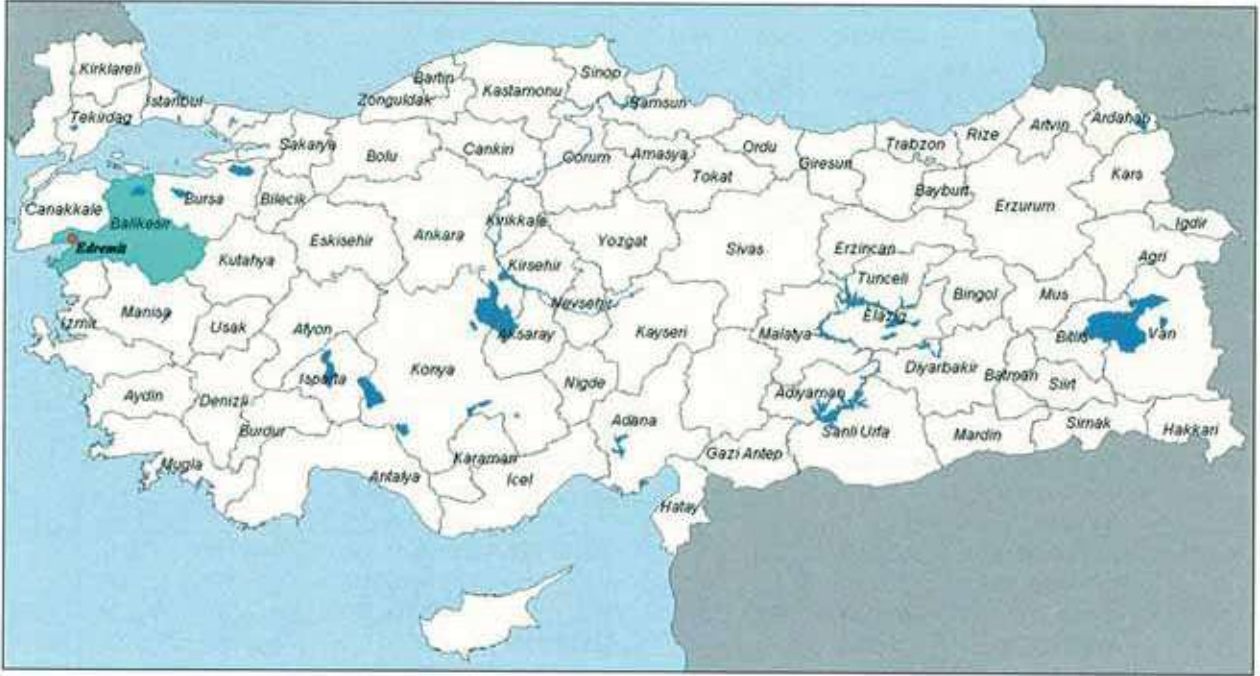 Kirklareli
Tekirdag
Istanbul
Bartin
Zonguldak
Kastamonu
Sinop
Samsun
Sakarya
Bolu
Cankiri
Corum
Amasya
Ordu
Tokat
Giresun
Trabzon
Rize
Artvin
Ardahan
Kars
Bayburt
Erzurum
Igdir
Agri
Canakkale
Balikesir
Edremit
Bursa
Bilecik
Kutahya
Eskisehir
Ankara
Kirikkale
Kirsehir
Yozgat
Sivas
Erzincan
Tunceli
Bingol
Mus
Elazig
Bitlis
Van
Izmit
Manisa
Usak
Afyon
Isparta
Konya
Aksaray
Nevsehir
Kayseri
Malatya
Adiyaman
Diyarbakir
Batman
Siirt
Sirnak
Hakkari
Mardin
Sanli Urfa
Gazi Antep
Adana
Nigde
Aydin
Denizli
Burdur
Mugla
Antalya
Karaman
Icel
Hatay